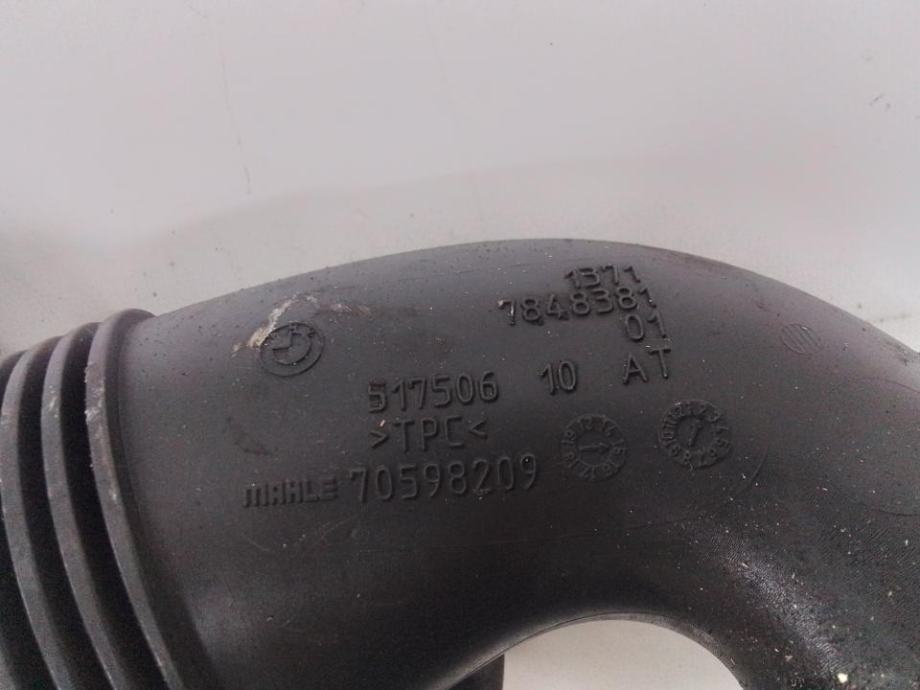 1371
7848381
01
517506 10 AT
>TPC<
MAHLE 70598209